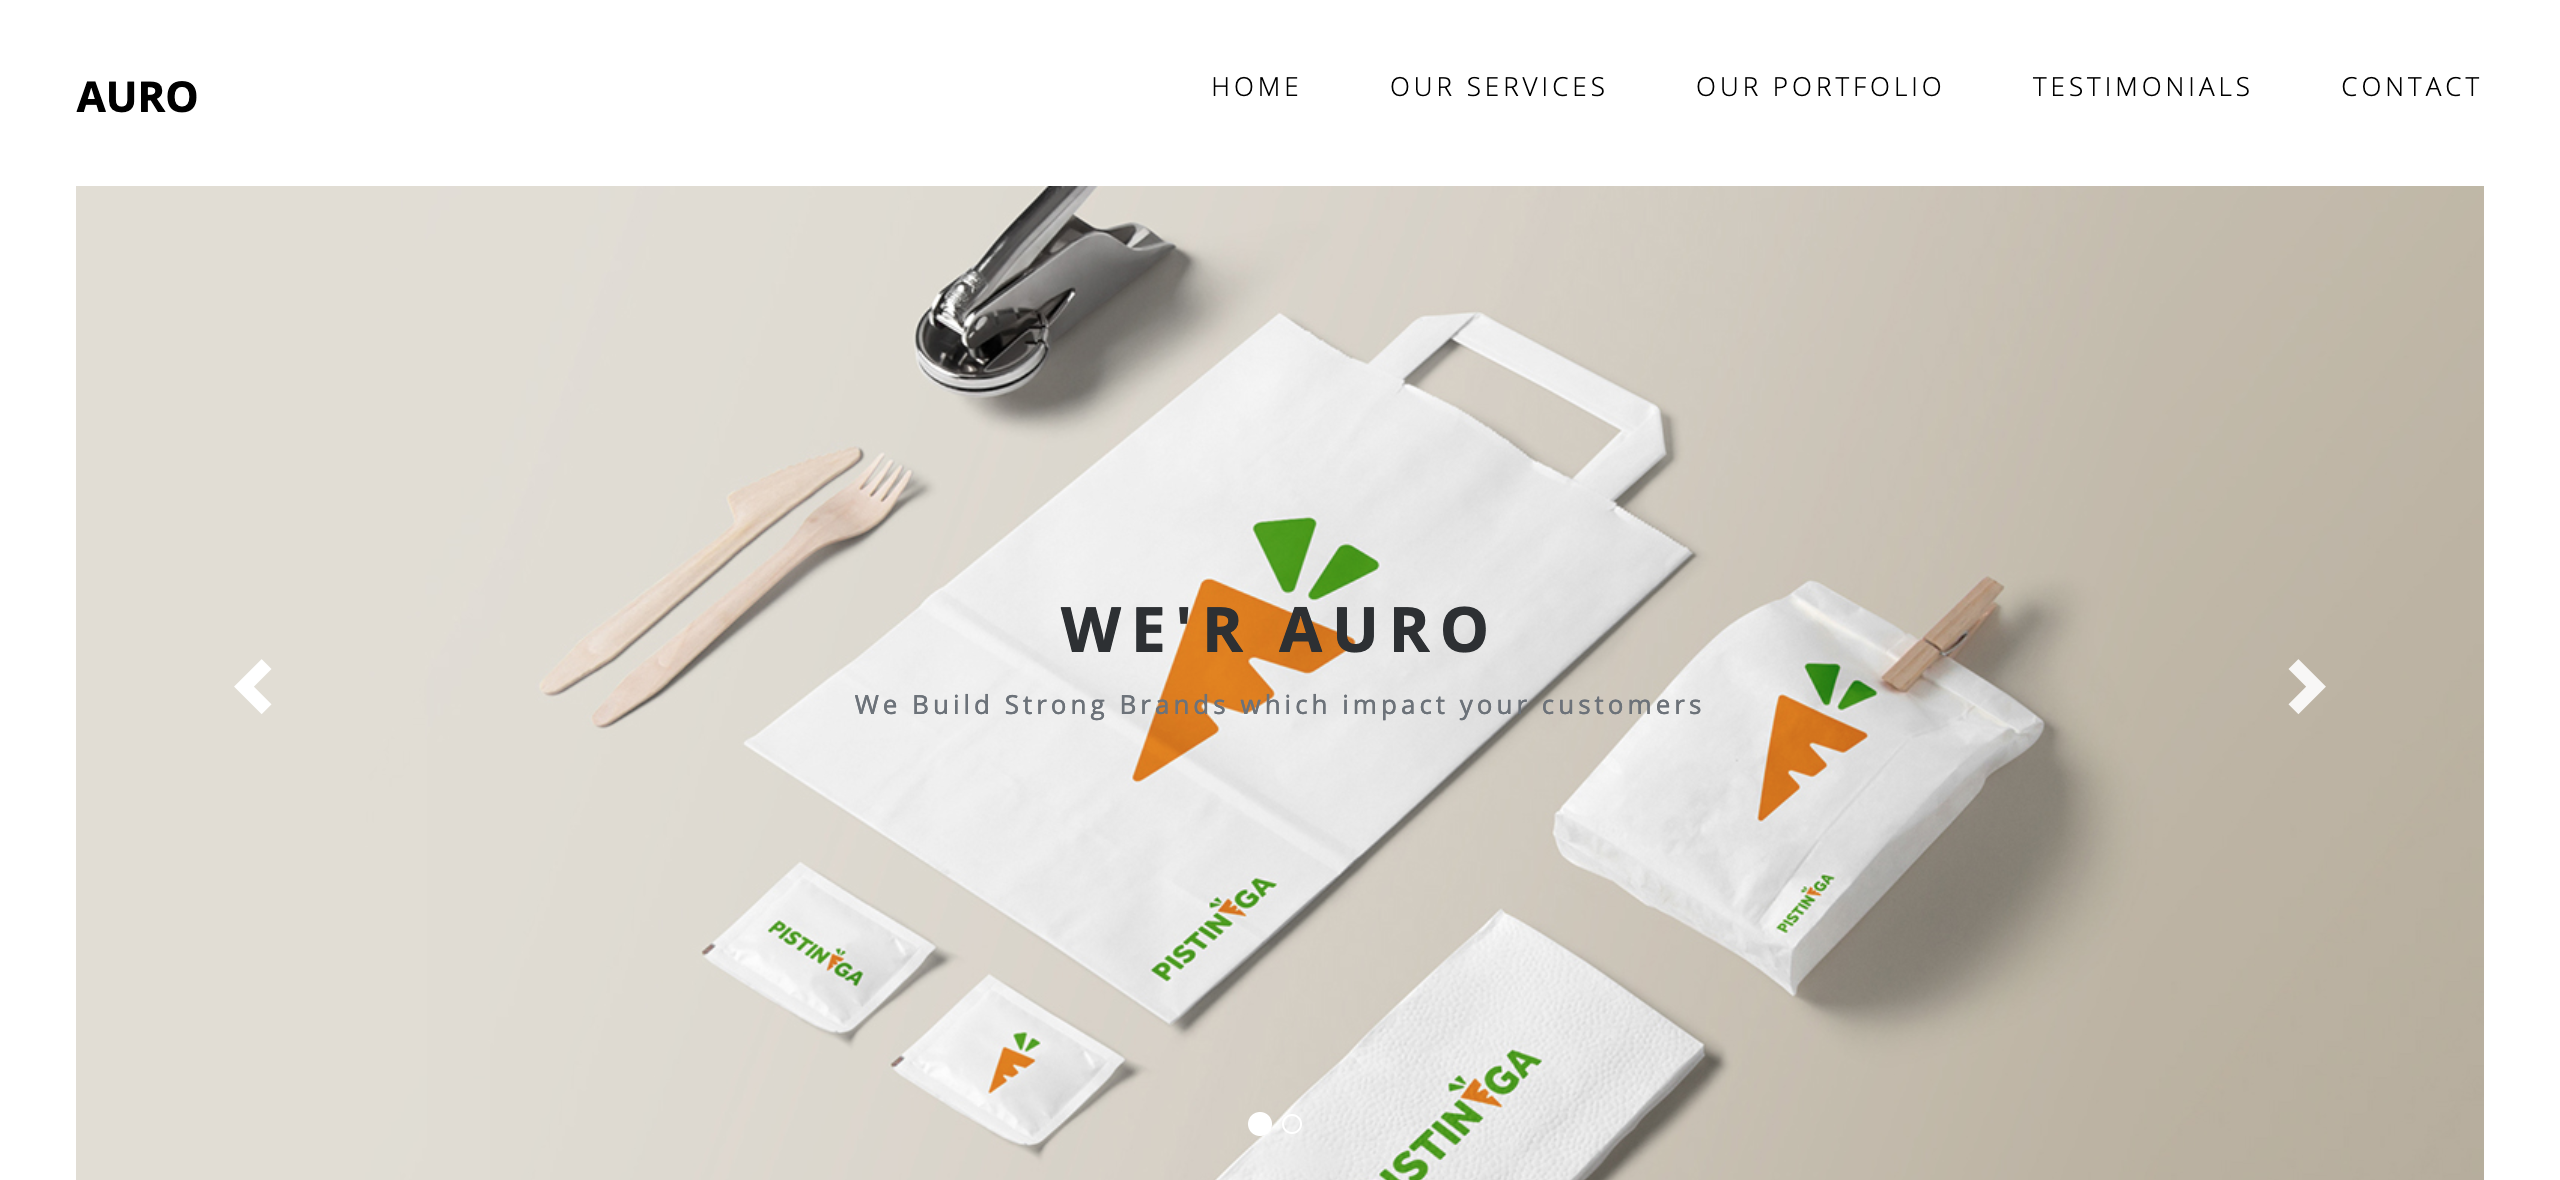 AURO
HOME
OUR SERVICES
OUR PORTFOLIO
TESTIMONIALS
CONTACT
WE'R AURO
We Build Strong Brands which impact your customers
PISTINGA
PISTINGA
PISTINGA
STINGA